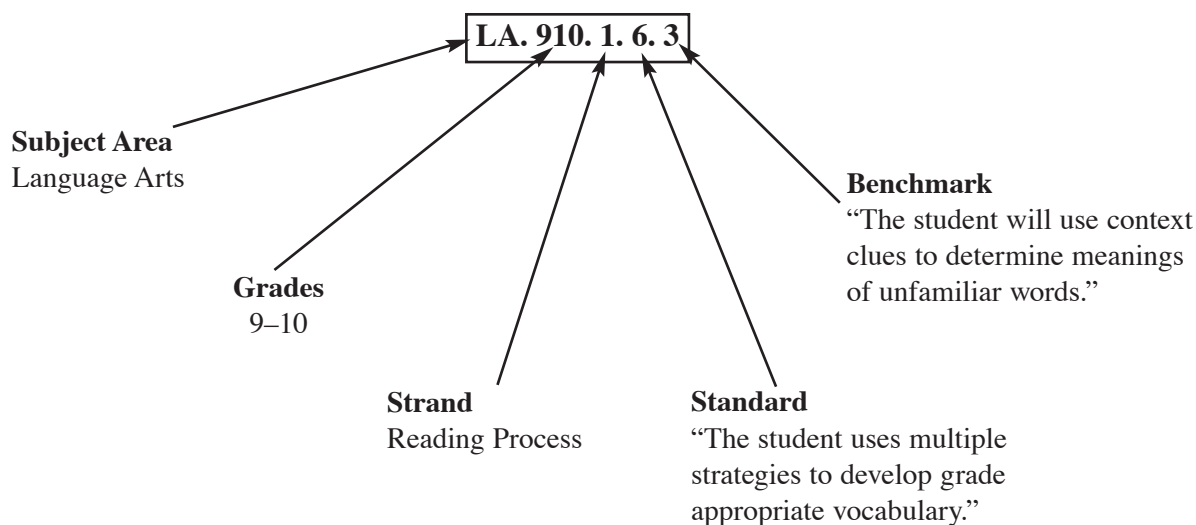 LA. 910. 1. 6. 3
Subject Area
Language Arts
Grades
9–10
Strand
Reading Process
Standard
“The student uses multiple
strategies to develop grade
appropriate vocabulary.”
Benchmark
“The student will use context
clues to determine meanings
of unfamiliar words.”